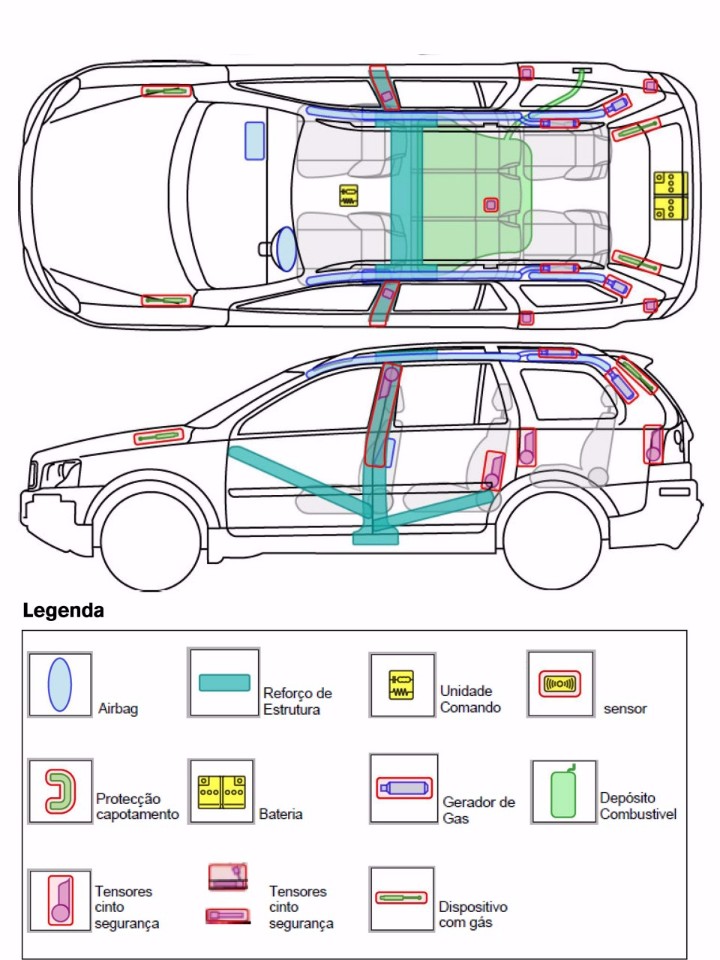 Legenda
Airbag
Reforço de
Estrutura
Unidade
Comando
sensor
Protecção
capotamento
Bateria
Gerador de
Gas
Depósito
Combustivel
Tensores
cinto
segurança
Tensores
cinto
segurança
Dispositivo
com gás